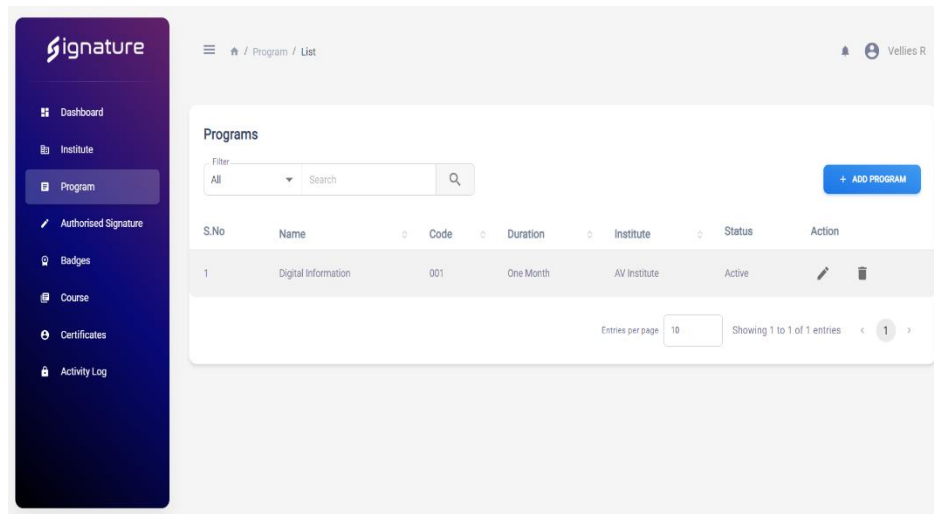 Signature
Dashboard
Institute
Program
Authorised Signature
Badges
Course
Certificates
Activity Log
/ Program / List
Vellies R
Programs
Filter
All Search
+ ADD PROGRAM
S.No Name Code Duration Institute Status Action
1 Digital Information 001 One Month AV Institute Active
Entries per page 10 Showing 1 to 1 of 1 entries < 1 >